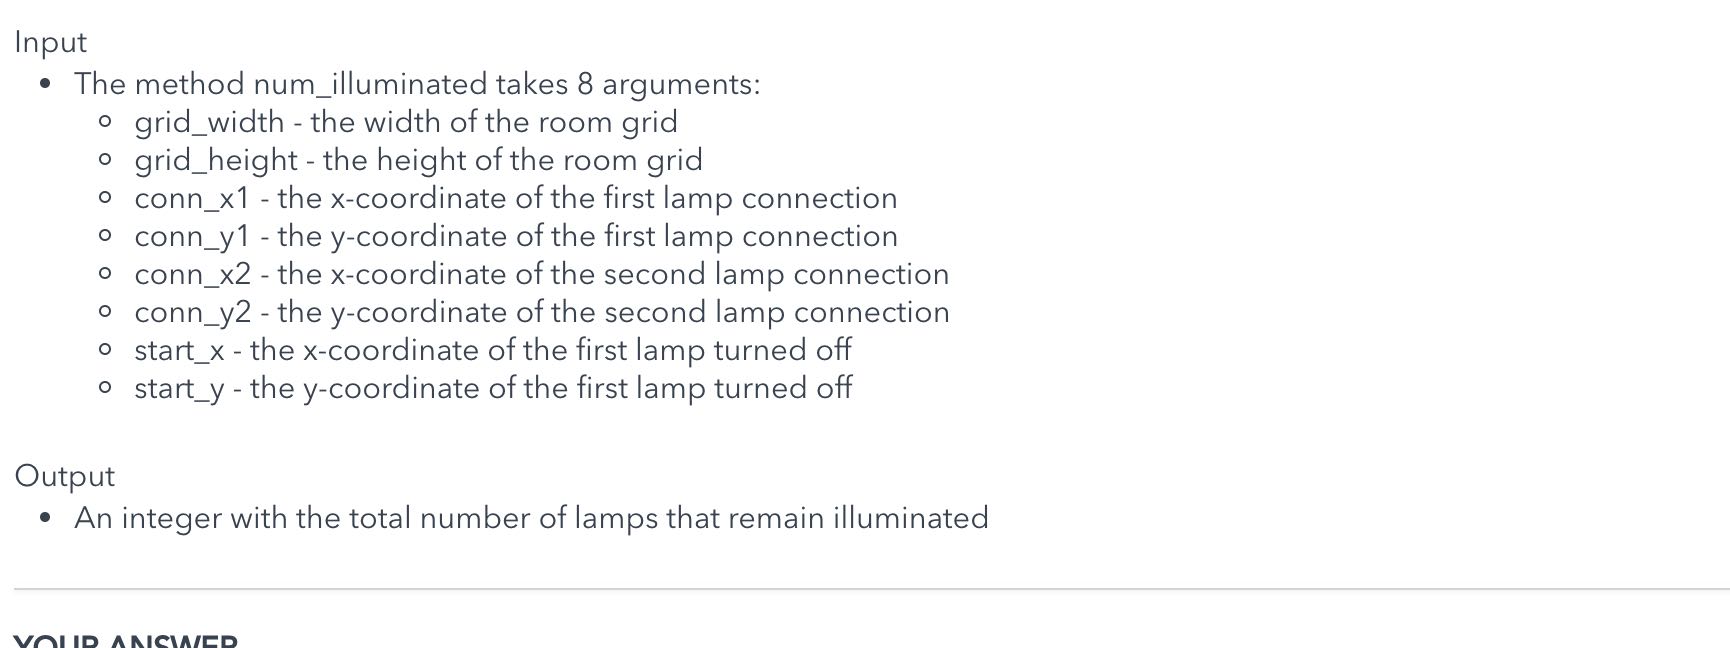 Input
• The method num_illuminated takes 8 arguments:
◦ grid_width - the width of the room grid
◦ grid_height - the height of the room grid
◦ conn_x1 - the x-coordinate of the first lamp connection
◦ conn_y1 - the y-coordinate of the first lamp connection
◦ conn_x2 - the x-coordinate of the second lamp connection
◦ conn_y2 - the y-coordinate of the second lamp connection
◦ start_x - the x-coordinate of the first lamp turned off
◦ start_y - the y-coordinate of the first lamp turned off
Output
• An integer with the total number of lamps that remain illuminated
YOUR ANSWER